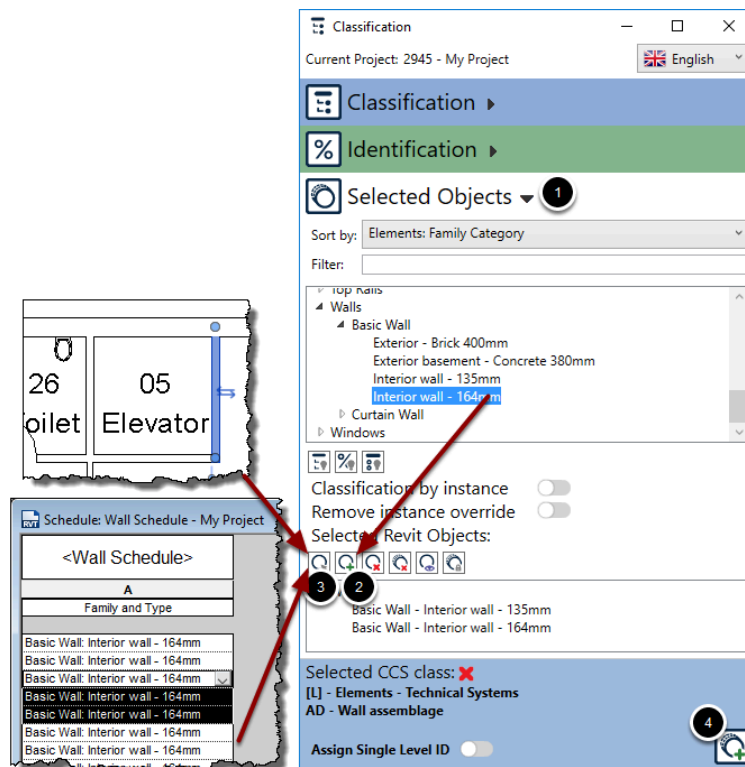 Classification
Current Project: 2945 - My Project
English
Classification
% Identification
Selected Objects
1
Sort by: Elements: Family Category
Filter:
Top Rails
Walls
Basic Wall
Exterior - Brick 400mm
Exterior basement - Concrete 380mm
Interior wall - 135mm
Interior wall - 164mm
Curtain Wall
Windows
%
Classification by instance
Remove instance override
Selected Revit Objects:
3
2
Basic Wall - Interior wall - 135mm
Basic Wall - Interior wall - 164mm
Selected CCS class:
[L] - Elements - Technical Systems
AD - Wall assemblage
4
Assign Single Level ID
26
oilet
05
Elevator
RVT
Schedule: Wall Schedule - My Project
<Wall Schedule>
A
Family and Type
Basic Wall: Interior wall - 164mm
Basic Wall: Interior wall - 164mm
Basic Wall: Interior wall - 164mm
Basic Wall: Interior wall - 164mm
Basic Wall: Interior wall - 164mm
Basic Wall: Interior wall - 164mm
Basic Wall: Interior wall - 164mm